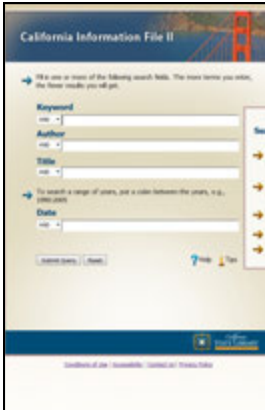 California Information File II
Fill in one or more of the following search fields. The more terms you enter,
the fewer results you will get.
Keyword
AND
Author
AND
Title
AND
To search a range of years, put a colon between the years, e.g.,
1990:2005
Date
AND
Submit Query Reset
Help Tips
California
STATE LIBRARY
Conditions of Use | Accessibility | Contact Us | Privacy Policy